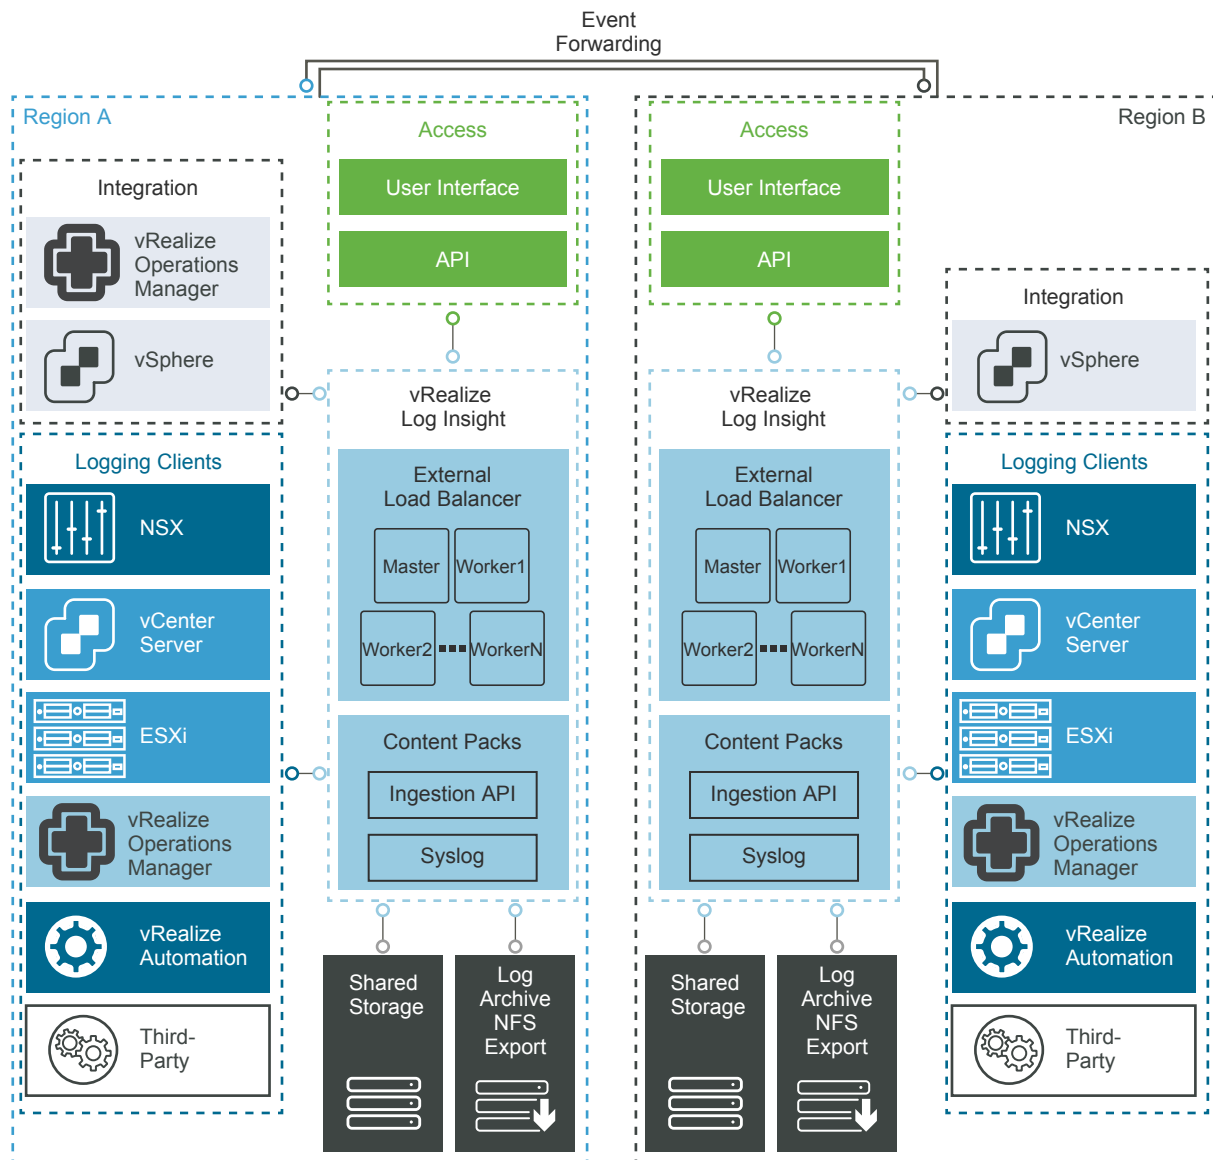 Event
Forwarding
Region A
Integration
vRealize
Operations
Manager
vSphere
Logging Clients
NSX
vCenter
Server
ESXi
vRealize
Operations
Manager
vRealize
Automation
Third-
Party
Access
User Interface
API
vRealize
Log Insight
External
Load Balancer
Master
Worker1
Worker2
WorkerN
Content Packs
Ingestion API
Syslog
Shared
Storage
Log
Archive
NFS
Export
Region B
Access
User Interface
API
vRealize
Log Insight
External
Load Balancer
Master
Worker1
Worker2
WorkerN
Content Packs
Ingestion API
Syslog
Shared
Storage
Log
Archive
NFS
Export
Integration
vSphere
Logging Clients
NSX
vCenter
Server
ESXi
vRealize
Operations
Manager
vRealize
Automation
Third-
Party